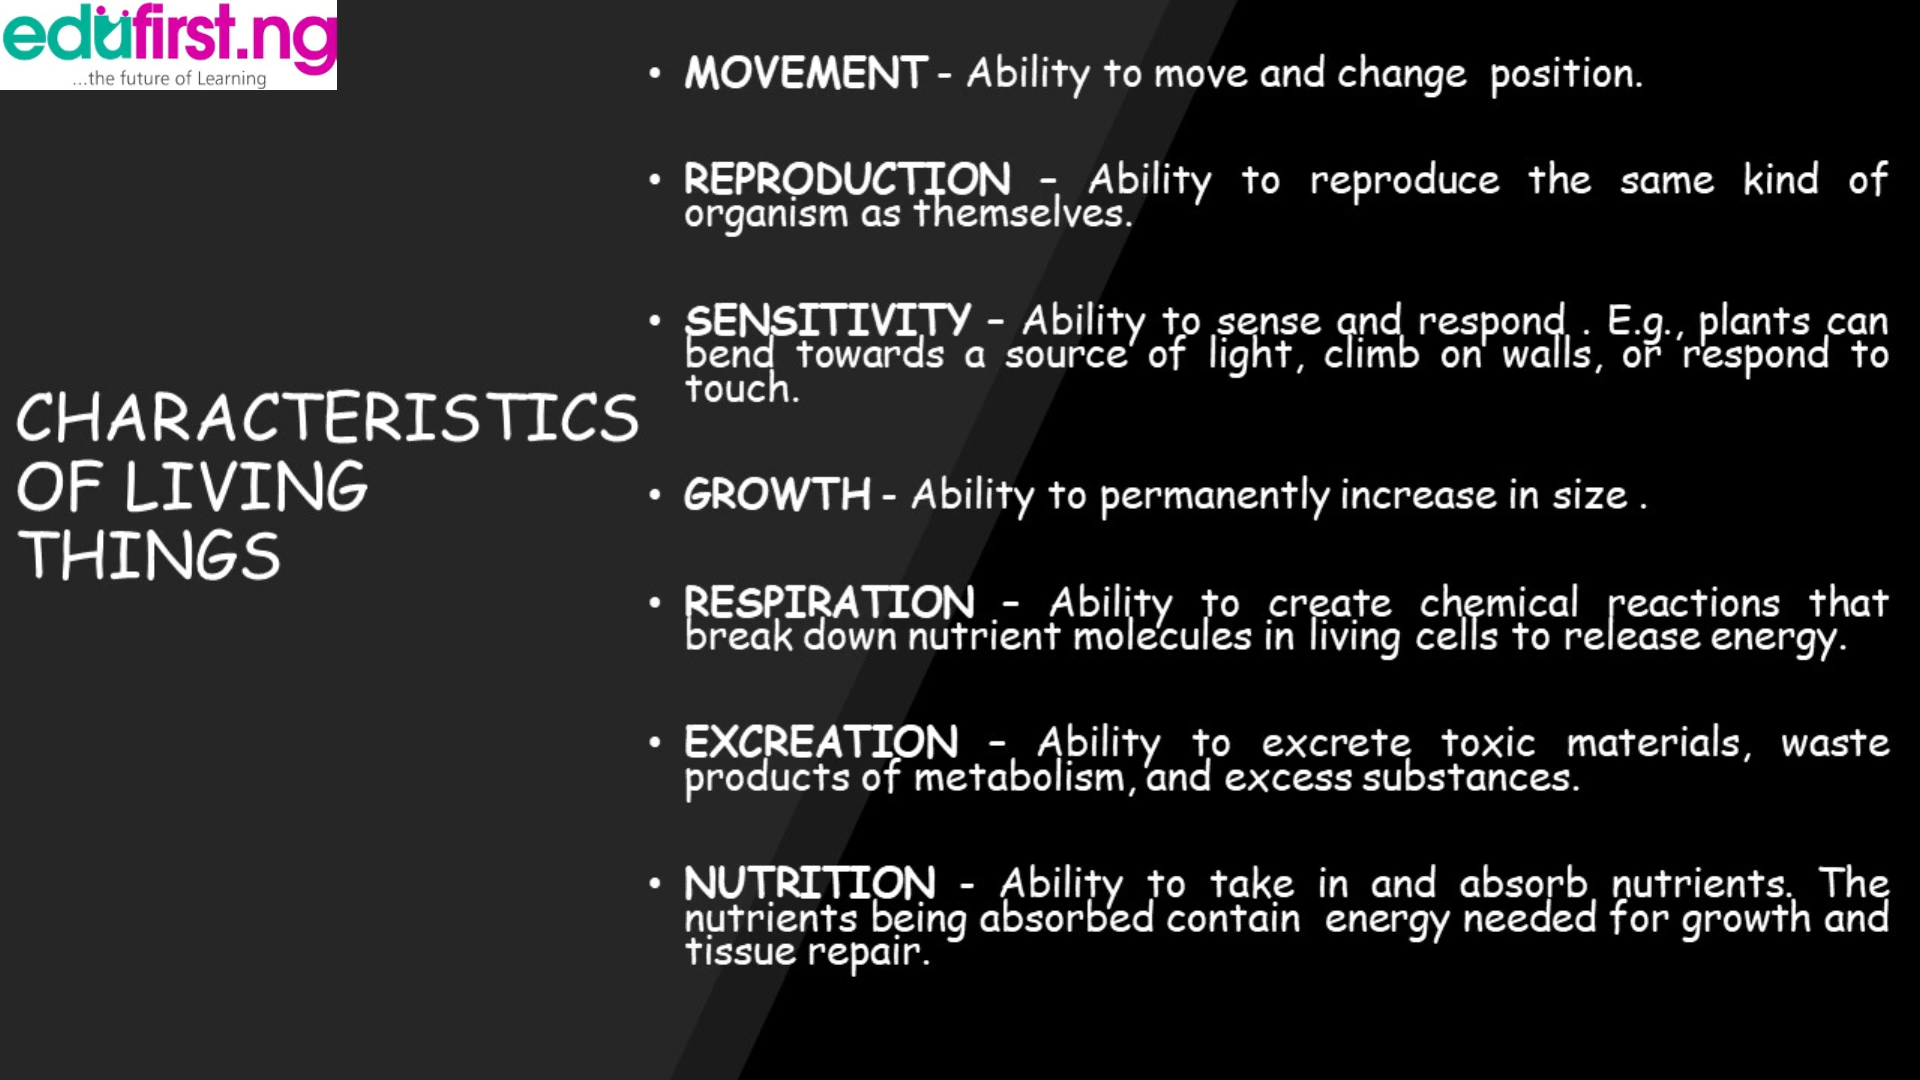 edufirst.ng
...the future of Learning
CHARACTERISTICS
OF LIVING
THINGS
• MOVEMENT - Ability to move and change position.
• REPRODUCTION – Ability to reproduce the same kind of
organism as themselves.
• SENSITIVITY – Ability to sense and respond . E.g., plants can
bend towards a source of light, climb on walls, or respond to
touch.
• GROWTH - Ability to permanently increase in size .
• RESPIRATION – Ability to create chemical reactions that
break down nutrient molecules in living cells to release energy.
• EXCREATION – Ability to excrete toxic materials, waste
products of metabolism, and excess substances.
• NUTRITION - Ability to take in and absorb nutrients. The
nutrients being absorbed contain energy needed for growth and
tissue repair.